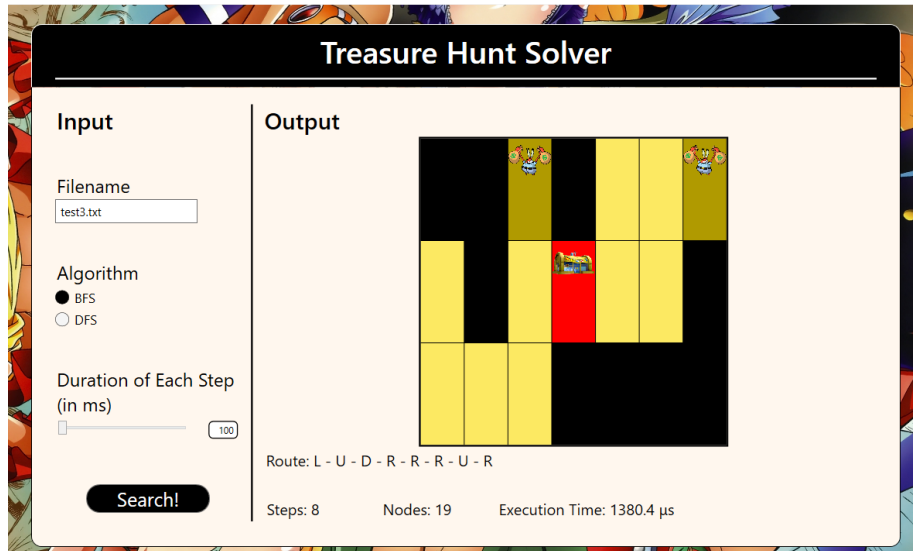 Treasure Hunt Solver
Input
Output
Filename
test3.txt
Algorithm
BFS
DFS
Duration of Each Step
(in ms)
100
Search!
Route: L - U - D - R - R - R - U - R
Steps: 8 Nodes: 19 Execution Time: 1380.4 µs